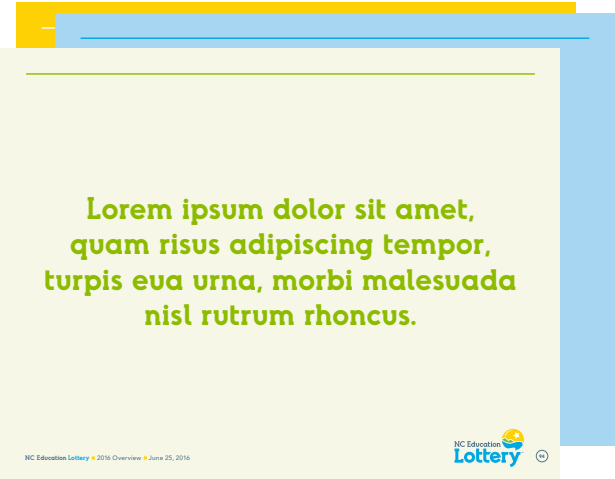 Lorem ipsum dolor sit amet,
quam risus adipiscing tempor,
turpis eua urna, morbi malesuada
nisl rutrum rhoncus.
NC Education Lottery • 2016 Overview • June 25, 2016
NC Education
Lottery